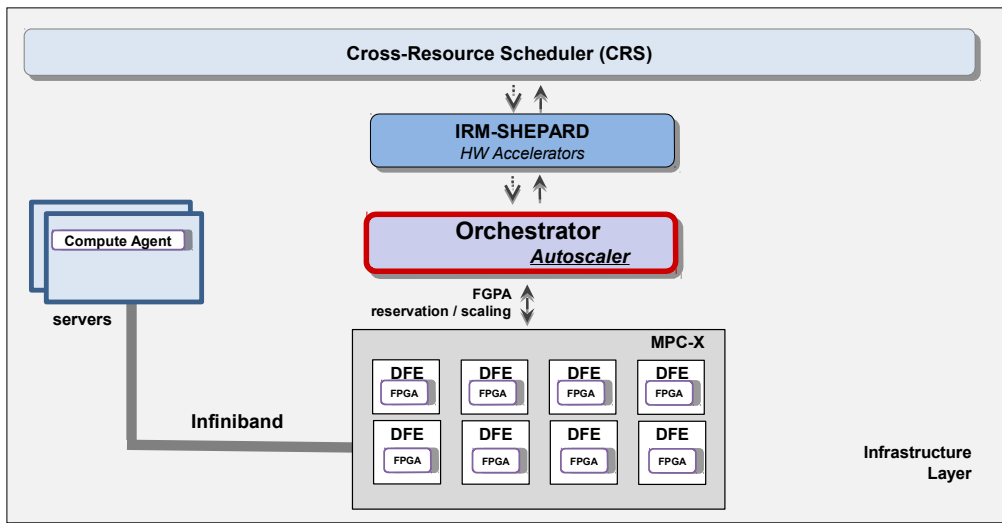 Cross-Resource Scheduler (CRS)
IRM-SHEPARD
HW Accelerators
Orchestrator
Autoscaler
Compute Agent
servers
FGPA
reservation / scaling
MPC-X
DFE DFE DFE DFE
FPGA FPGA FPGA FPGA
DFE DFE DFE DFE
FPGA FPGA FPGA FPGA
Infiniband
Infrastructure
Layer